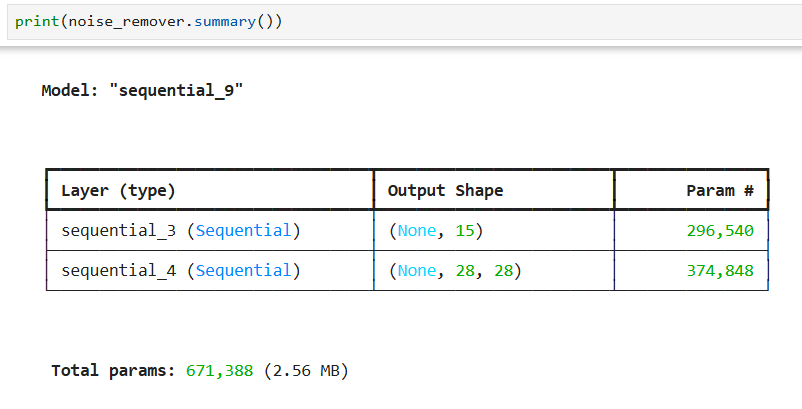 print(noise_remover.summary())
Model: "sequential_9"
Layer (type) Output Shape Param #
sequential_3 (Sequential) (None, 15) 296,540
sequential_4 (Sequential) (None, 28, 28) 374,848
Total params: 671,388 (2.56 MB)